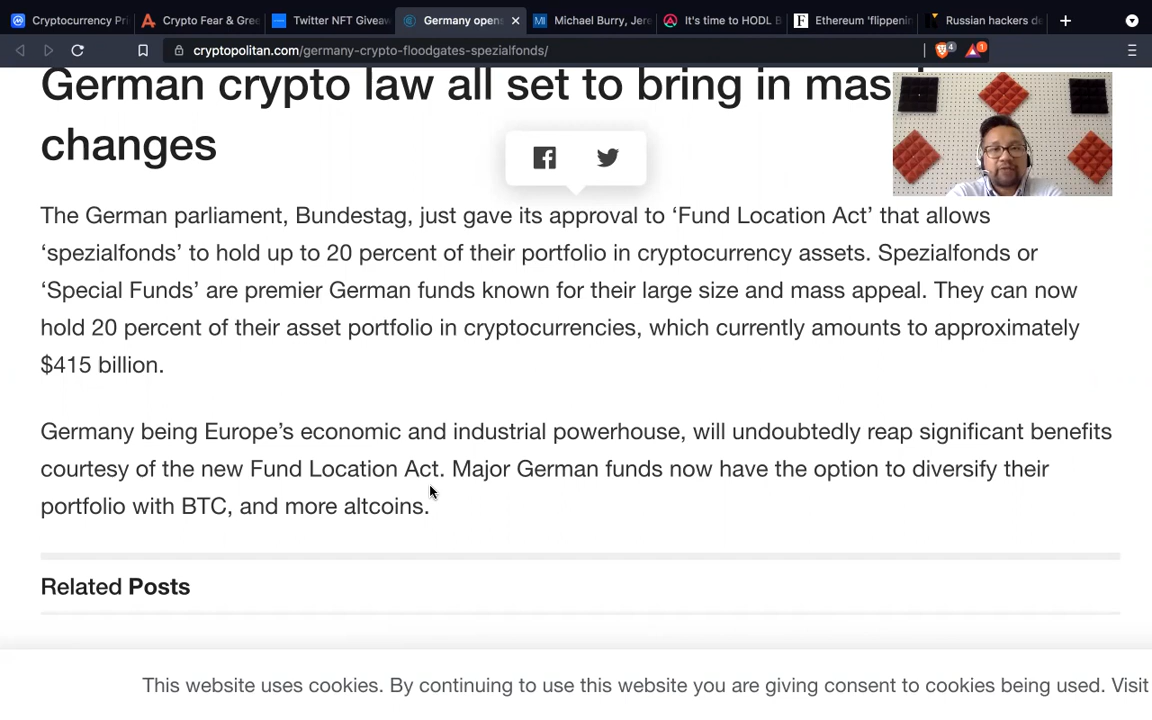 Cryptocurrency Pri
Crypto Fear & Gre
Twitter NFT Giveaw
Germany opens
Michael Burry, Jere
It's time to HODL B
Ethereum 'flippenin
Russian hackers de
cryptopolitan.com/germany-crypto-floodgates-spezialfonds/
4
1
German crypto law all set to bring in
changes
The German parliament, Bundestag, just gave its approval to ‘Fund Location Act’ that allows
‘spezialfonds’ to hold up to 20 percent of their portfolio in cryptocurrency assets. Spezialfonds or
‘Special Funds’ are premier German funds known for their large size and mass appeal. They can now
hold 20 percent of their asset portfolio in cryptocurrencies, which currently amounts to approximately
$415 billion.
Germany being Europe’s economic and industrial powerhouse, will undoubtedly reap significant benefits
courtesy of the new Fund Location Act. Major German funds now have the option to diversify their
portfolio with BTC, and more altcoins.
Related Posts
This website uses cookies. By continuing to use this website you are giving consent to cookies being used. Visit